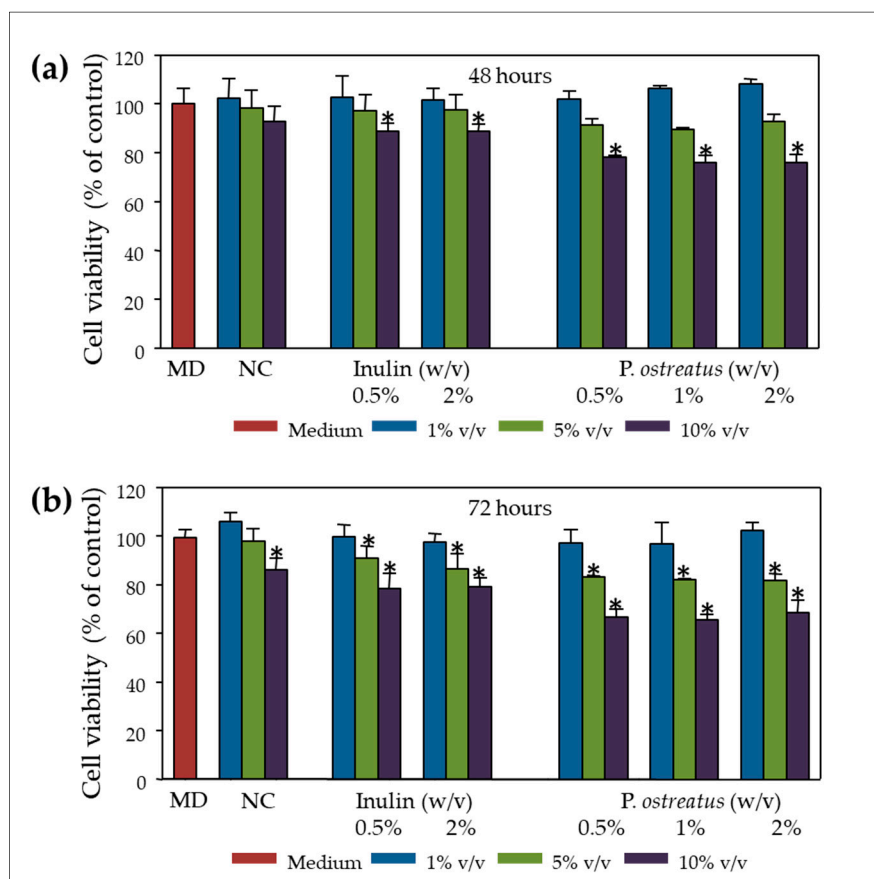 (a)
120
100
80
60
40
20
0
Cell viability (% of control)
48 hours
* * * * *
MD NC Inulin (w/v) P. ostreatus (w/v)
0.5% 2% 0.5% 1% 2%
Medium 1% v/v 5% v/v 10% v/v
(b)
120
100
80
60
40
20
0
Cell viability (% of control)
72 hours
* * * * * * * * * * *
MD NC Inulin (w/v) P. ostreatus (w/v)
0.5% 2% 0.5% 1% 2%
Medium 1% v/v 5% v/v 10% v/v